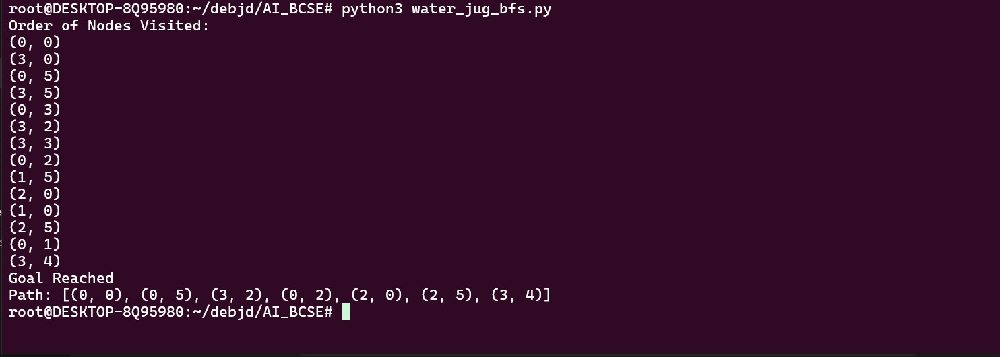 root@DESKTOP-8Q95980:~/debjd/AI_BCSE# python3 water_jug_bfs.py
Order of Nodes Visited:
(0, 0)
(3, 0)
(0, 5)
(3, 5)
(0, 3)
(3, 2)
(3, 3)
(0, 2)
(1, 5)
(2, 0)
(1, 0)
(2, 5)
(0, 1)
(3, 4)
Goal Reached
Path: [(0, 0), (0, 5), (3, 2), (0, 2), (2, 0), (2, 5), (3, 4)]
root@DESKTOP-8Q95980:~/debjd/AI_BCSE#